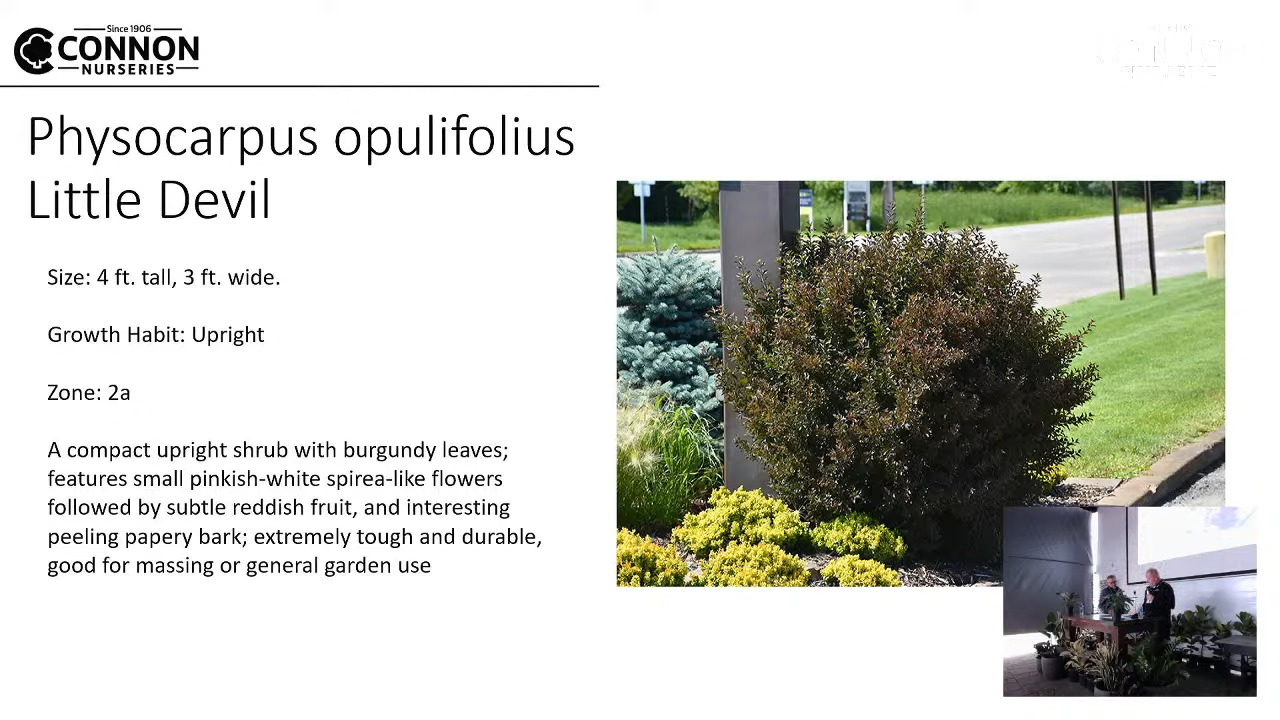 Since 1906
CONNON
NURSERIES
Physocarpus opulifolius
Little Devil
Size: 4 ft. tall, 3 ft. wide.
Growth Habit: Upright
Zone: 2a
A compact upright shrub with burgundy leaves;
features small pinkish-white spirea-like flowers
followed by subtle reddish fruit, and interesting
peeling papery bark; extremely tough and durable,
good for massing or general garden use